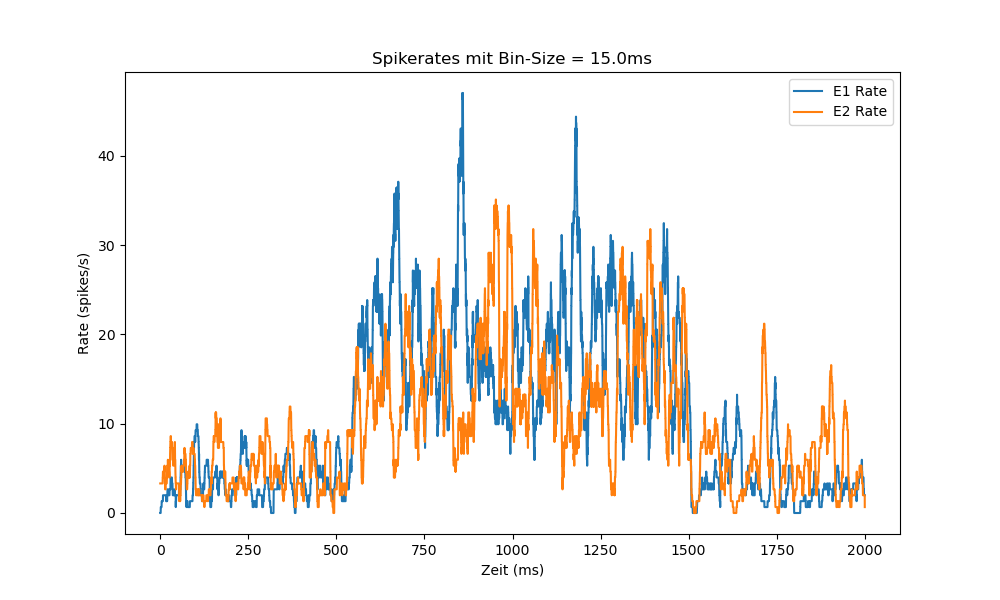 Spikerates mit Bin-Size = 15.0ms
E1 Rate
E2 Rate
Rate (spikes/s)
40
30
20
10
0
0 250 500 750 1000 1250 1500 1750 2000
Zeit (ms)